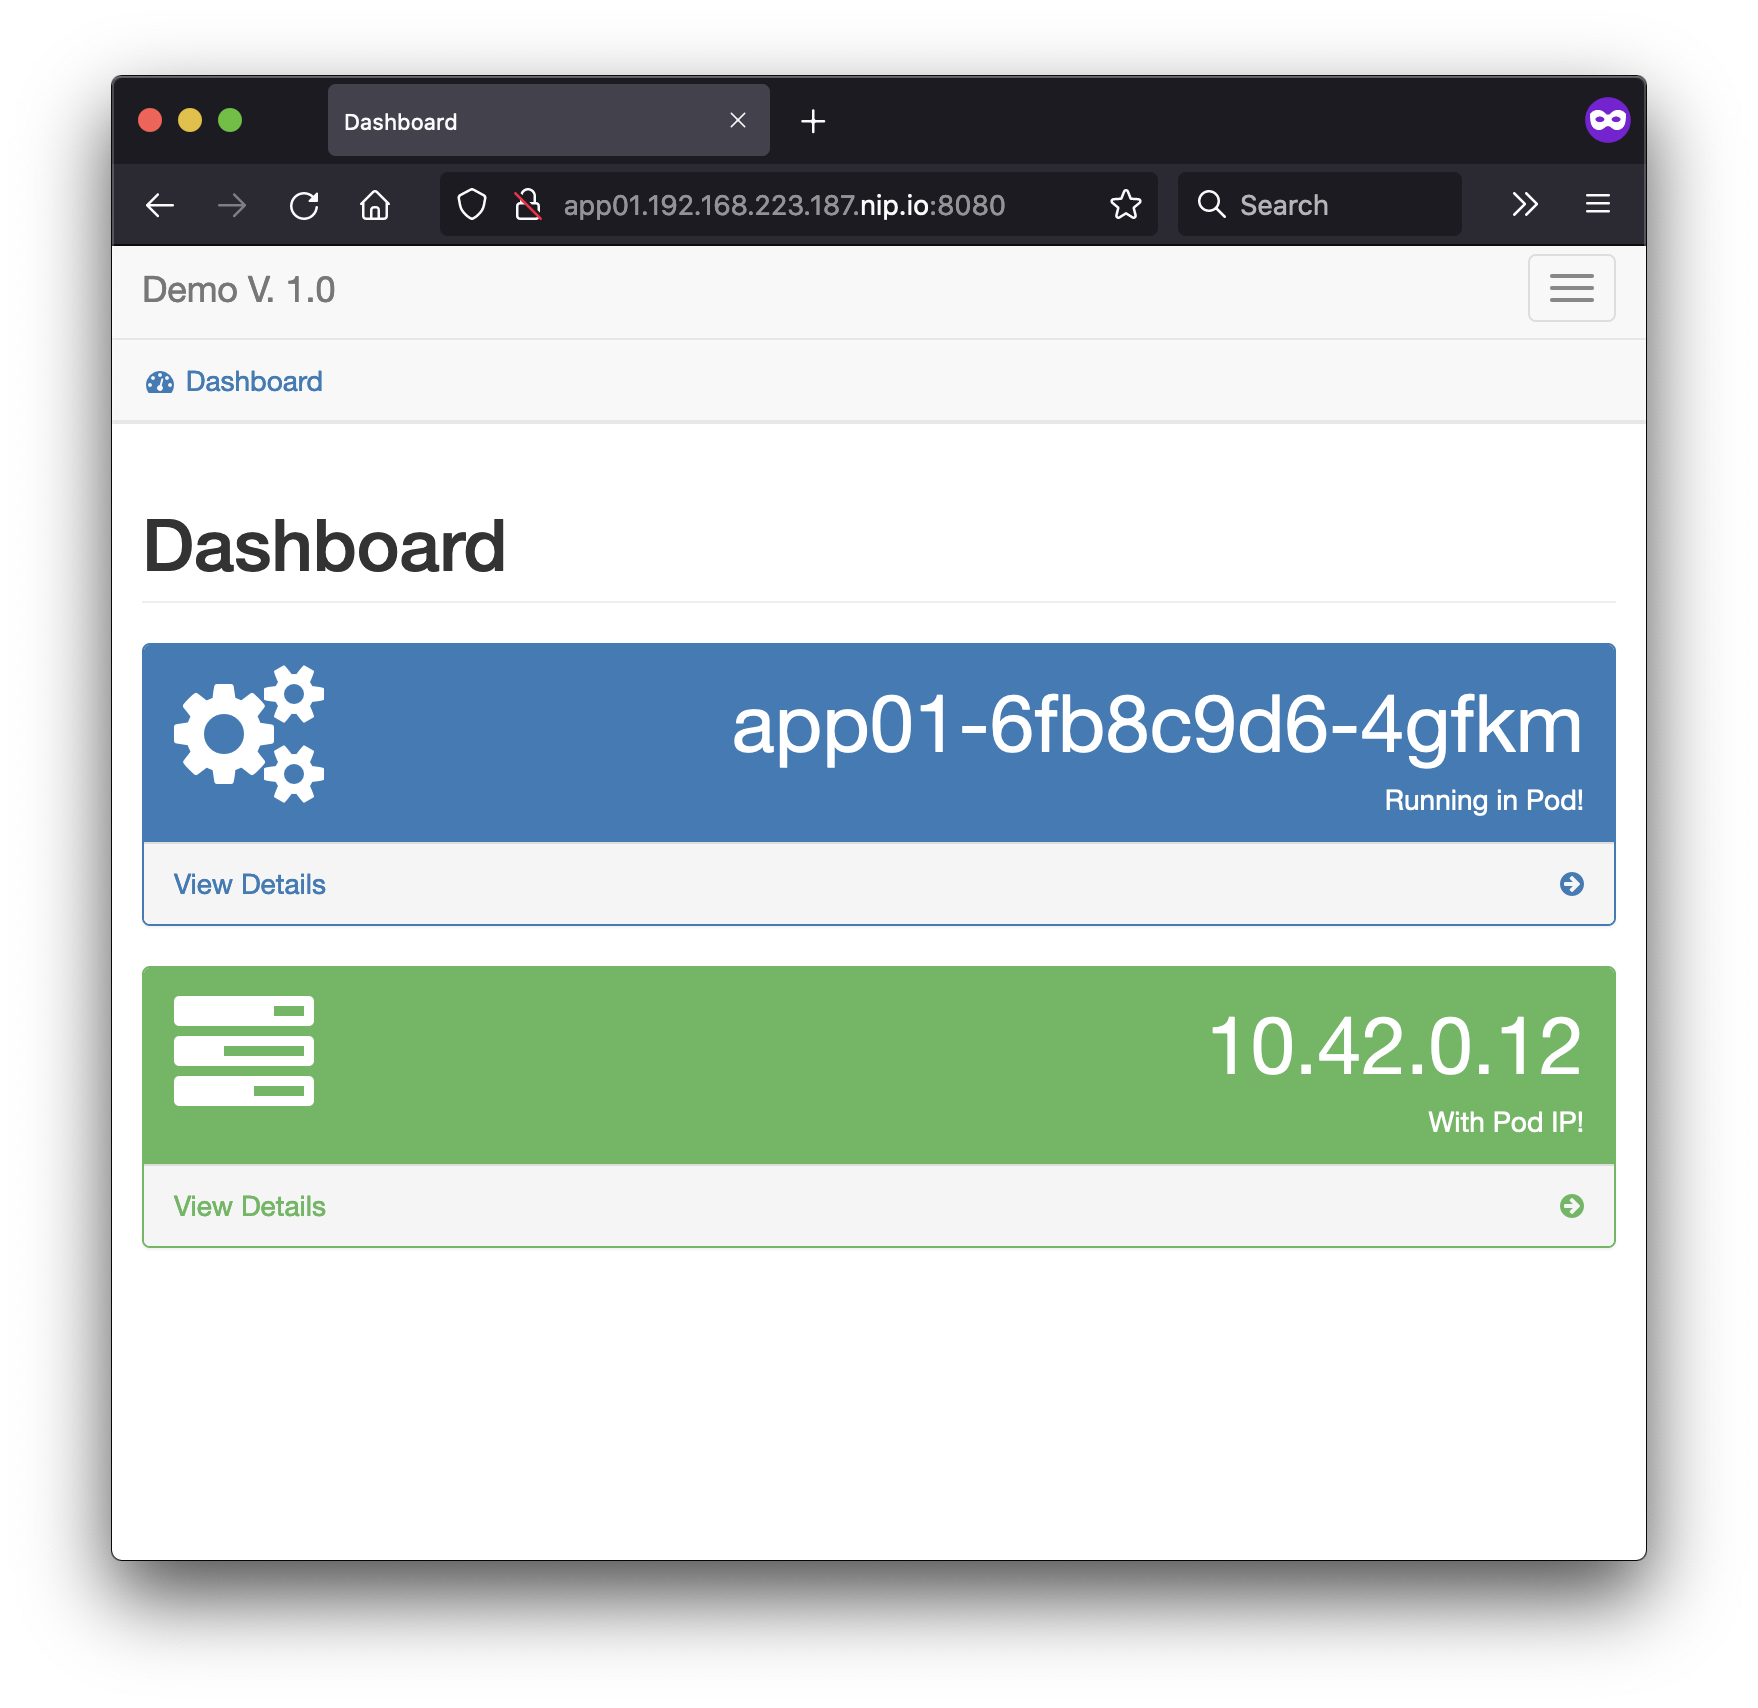 Dashboard
app01.192.168.223.187.nip.io:8080
Search
Demo V. 1.0
Dashboard
Dashboard
app01-6fb8c9d6-4gfkm
Running in Pod!
View Details
10.42.0.12
With Pod IP!
View Details